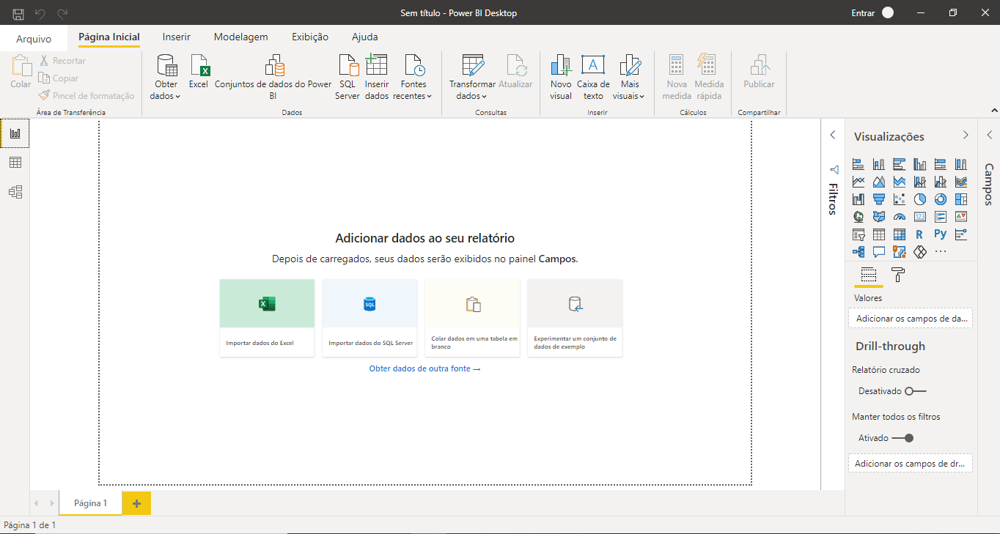 Sem título - Power BI Desktop
Entrar
Arquivo
Página Inicial
Inserir
Modelagem
Exibição
Ajuda
Colar
Recortar
Copiar
Pincel de formatação
Área de Transferência
Obter
dados
Excel
Conjuntos de dados do Power
BI
SQL
Server
Inserir
dados
Fontes
recentes
Dados
Transformar
dados
Atualizar
Consultas
Novo
visual
Caixa de
texto
Mais
visuais
Inserir
Nova
medida
Medida
rápida
Cálculos
Publicar
Compartilhar
Adicionar dados ao seu relatório
Depois de carregados, seus dados serão exibidos no painel Campos.
X
SQL
Importar dados do Excel
Importar dados do SQL Server
Colar dados em uma tabela em
branco
Experimentar um conjunto de
dados de exemplo
Obter dados de outra fonte →
Filtros
Visualizações
123
R
Py
...
Valores
Adicionar os campos de da...
Drill-through
Relatório cruzado
Desativado
Manter todos os filtros
Ativado
Adicionar os campos de dr...
Campos
Página 1
Página 1 de 1